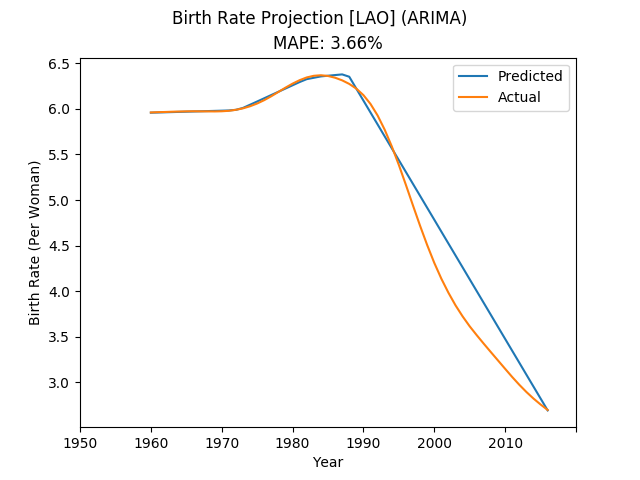 Birth Rate Projection [LAO] (ARIMA)
MAPE: 3.66%
Predicted
Actual
Birth Rate (Per Woman)
6.5
6.0
5.5
5.0
4.5
4.0
3.5
3.0
1950 1960 1970 1980 1990 2000 2010
Year